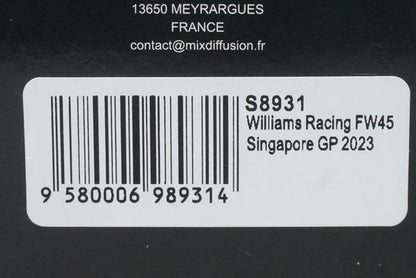 13650 MEYRARGUES
FRANCE
contact@mixdiffusion.fr
S8931
Williams Racing FW45
Singapore GP 2023
9 580006 989314